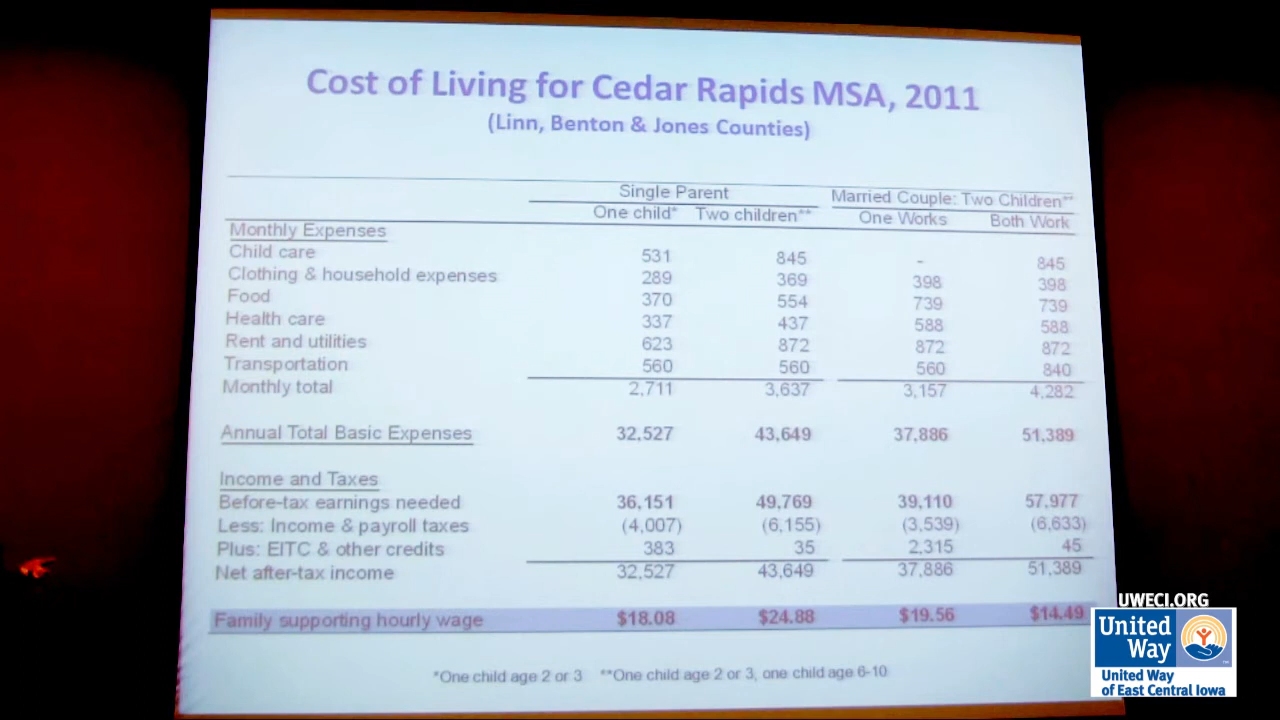 Cost of Living for Cedar Rapids MSA, 2011
(Linn, Benton & Jones Counties)
Single Parent Married Couple: Two Children**
One child* Two children** One Works Both Work
Monthly Expenses
Child care 531 845 - 845
Clothing & household expenses 289 369 398 398
Food 370 554 739 739
Health care 337 437 588 588
Rent and utilities 623 872 872 872
Transportation 560 560 560 840
Monthly total 2,711 3,637 3,157 4,282
Annual Total Basic Expenses 32,527 43,649 37,886 51,389
Income and Taxes
Before-tax earnings needed 36,151 49,769 39,110 57,977
Less: Income & payroll taxes (4,007) (6,155) (3,539) (6,633)
Plus: EITC & other credits 383 35 2,315 45
Net after-tax income 32,527 43,649 37,886 51,389
Family supporting hourly wage $18.08 $24.88 $19.56 $14.49
*One child age 2 or 3 **One child age 2 or 3, one child age 6-10
UWECI.ORG
United
Way
United Way
of East Central Iowa